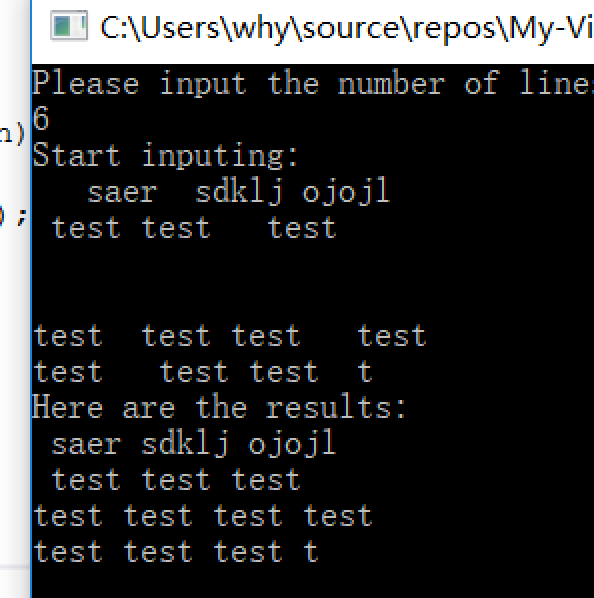 C:\Users\why\source\repos\My-Vi
Please input the number of line
n)
6
Start inputing:
   saer  sdklj ojojl
);
 test test   test
test  test test   test
test   test test  t
Here are the results:
 saer sdklj ojojl
 test test test
test test test test
test test test t